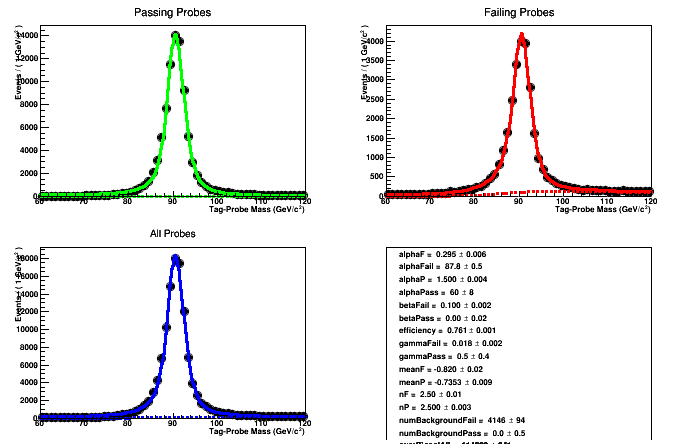 Passing Probes
Events / ( 1 GeV/c² )
14000
12000
10000
8000
6000
4000
2000
0
60 70 80 90 100 110 120
Tag-Probe Mass (GeV/c²)
Failing Probes
Events / ( 1 GeV/c² )
4000
3500
3000
2500
2000
1500
1000
500
0
60 70 80 90 100 110 120
Tag-Probe Mass (GeV/c²)
All Probes
Events / ( 1 GeV/c² )
18000
16000
14000
12000
10000
8000
6000
4000
2000
0
60 70 80 90 100 110 120
Tag-Probe Mass (GeV/c²)
alphaF = 0.295 ± 0.006
alphaFail = 87.8 ± 0.5
alphaP = 1.500 ± 0.004
alphaPass = 60 ± 8
betaFail = 0.100 ± 0.002
betaPass = 0.00 ± 0.02
efficiency = 0.761 ± 0.001
gammaFail = 0.018 ± 0.002
gammaPass = 0.5 ± 0.4
meanF = -0.820 ± 0.02
meanP = -0.7353 ± 0.009
nF = 2.50 ± 0.01
nP = 2.500 ± 0.003
numBackgroundFail = 4146 ± 94
numBackgroundPass = 0.0 ± 0.5